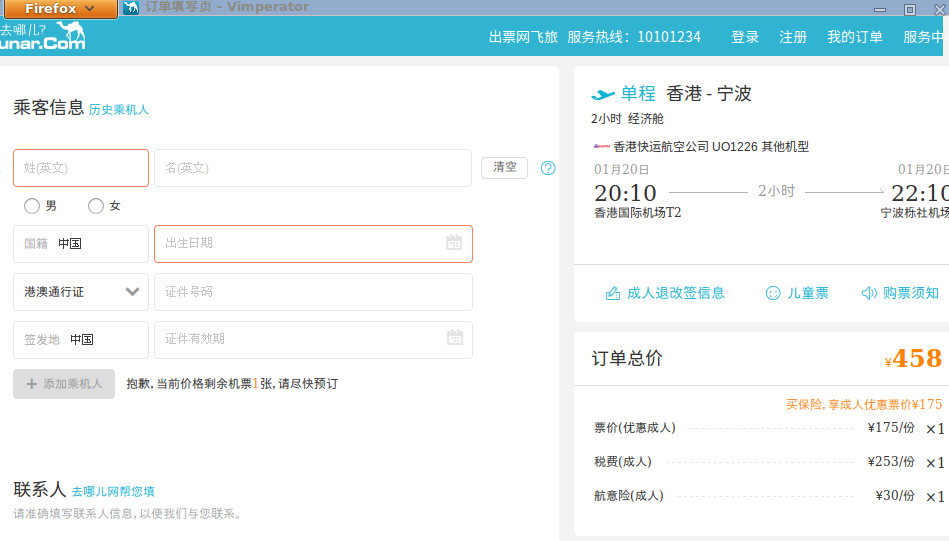 Firefox
订单填写页 - Vimperator
去哪儿?
unar.Com
出票网飞旅 服务热线：10101234 登录 注册 我的订单 服务中
乘客信息 历史乘机人
姓(英文) 名(英文) 清空 ?
男 女
国籍 中国 出生日期
港澳通行证 证件号码
签发地 中国 证件有效期
+ 添加乘机人 抱歉,当前价格剩余机票1张,请尽快预订
联系人 去哪儿网帮您填
请准确填写联系人信息,以便我们与您联系。
单程 香港 - 宁波
2小时 经济舱
香港快运航空公司 UO1226 其他机型
01月20日 01月20日
20:10 2小时 22:10
香港国际机场T2 宁波栎社机场
成人退改签信息 儿童票 购票须知
订单总价 ¥458
买保险,享成人优惠票价¥175
票价(优惠成人) ¥175/份 ×1
税费(成人) ¥253/份 ×1
航意险(成人) ¥30/份 ×1